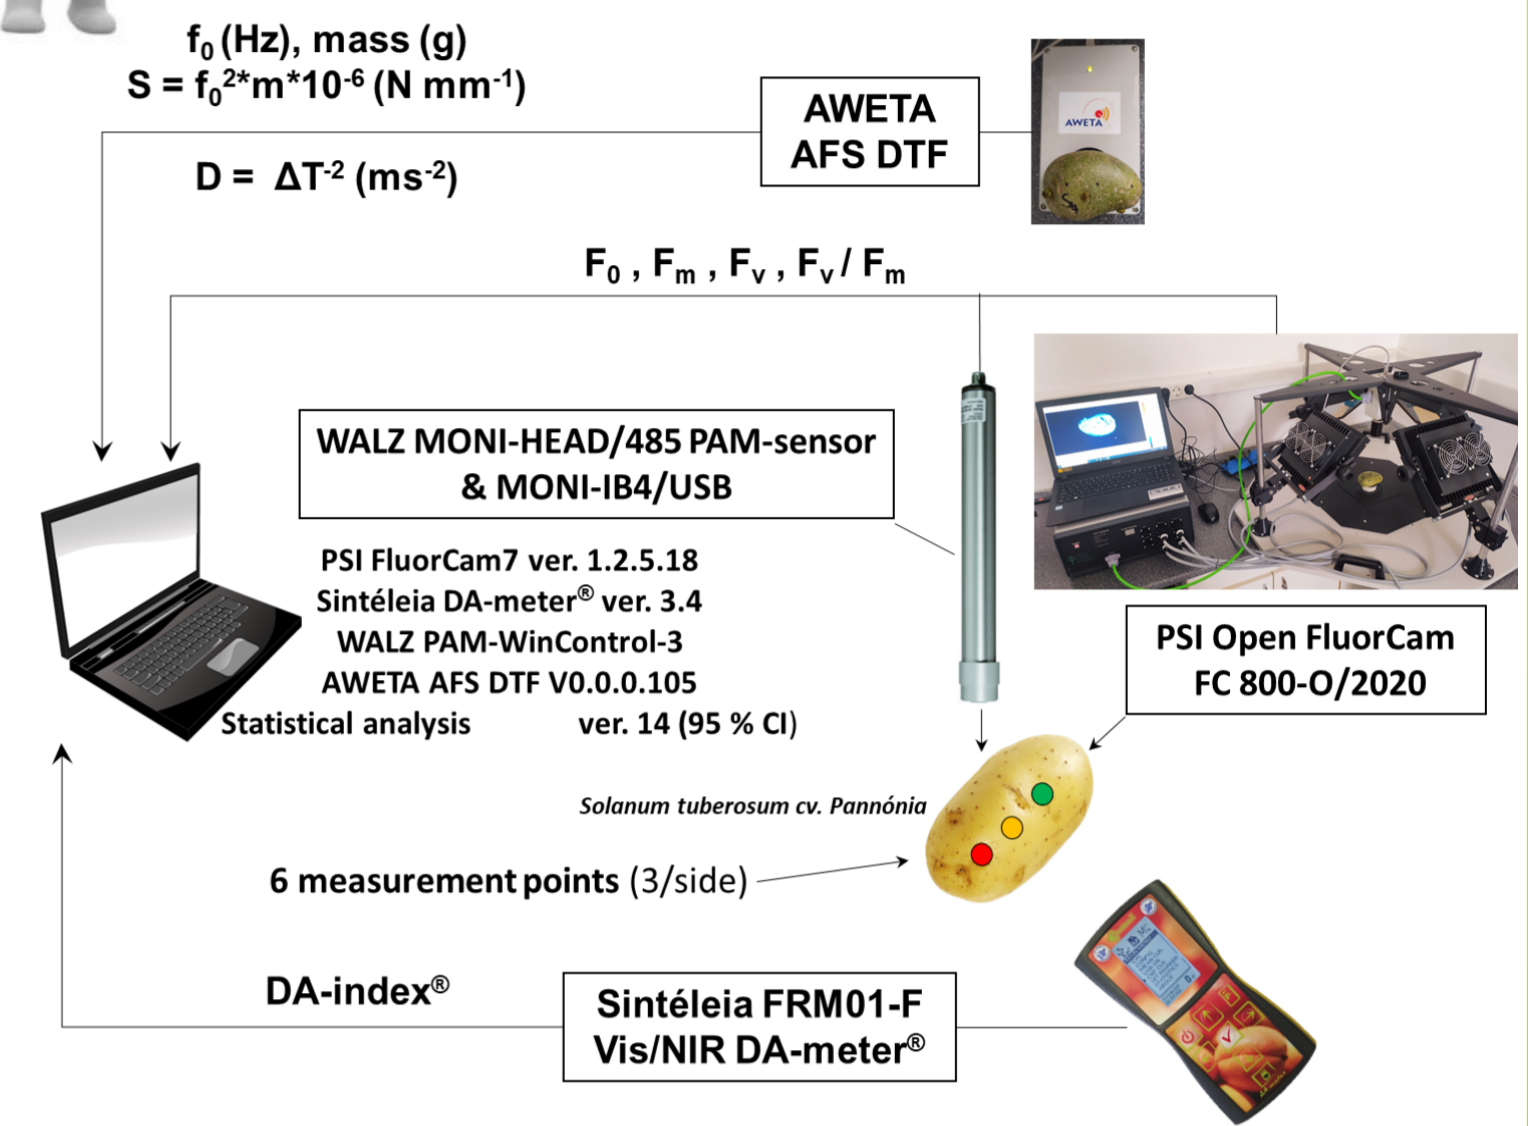 f₀ (Hz), mass (g)
S = f₀²*m*10⁻⁶ (N mm⁻¹)
AWETA
AFS DTF
AWETA
D = ΔT⁻² (ms⁻²)
F₀ , Fₘ , Fᵥ , Fᵥ / Fₘ
WALZ MONI-HEAD/485 PAM-sensor
& MONI-IB4/USB
PSI FluorCam7 ver. 1.2.5.18
Sintéleia DA-meter® ver. 3.4
WALZ PAM-WinControl-3
AWETA AFS DTF V0.0.0.105
Statistical analysis ver. 14 (95 % CI)
PSI Open FluorCam
FC 800-O/2020
Solanum tuberosum cv. Pannónia
6 measurement points (3/side)
DA-index®
Sintéleia FRM01-F
Vis/NIR DA-meter®